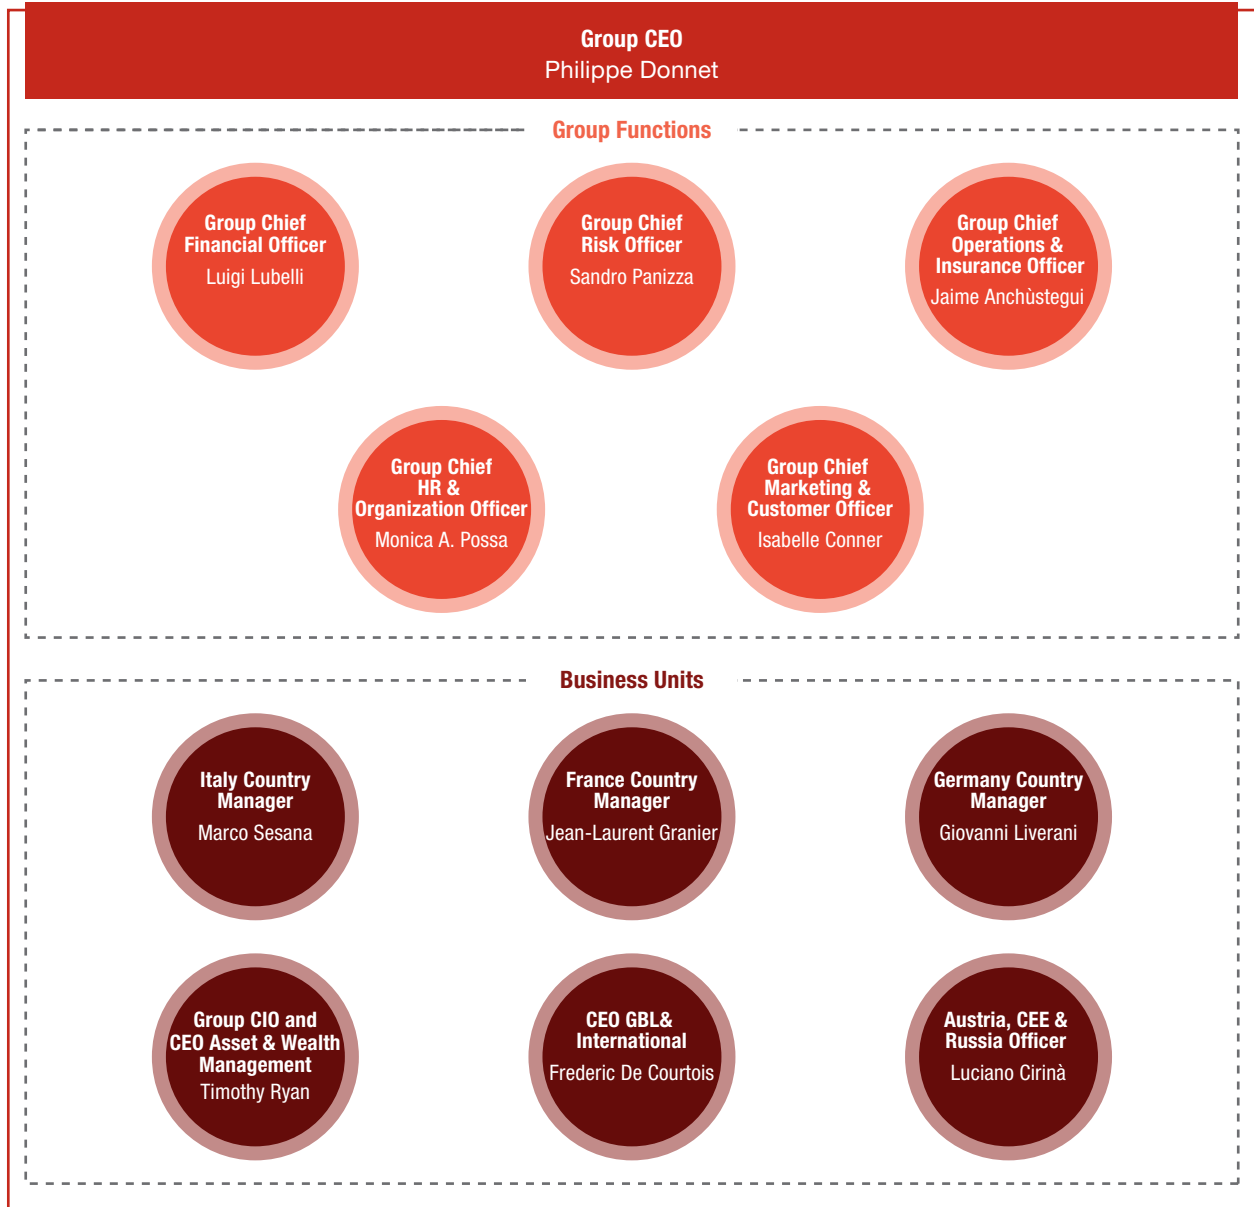 Group CEO
Philippe Donnet
Group Functions
Group Chief
Financial Officer
Luigi Lubelli
Group Chief
Risk Officer
Sandro Panizza
Group Chief
Operations &
Insurance Officer
Jaime Anchùstegui
Group Chief
HR &
Organization Officer
Monica A. Possa
Group Chief
Marketing &
Customer Officer
Isabelle Conner
Business Units
Italy Country
Manager
Marco Sesana
France Country
Manager
Jean-Laurent Granier
Germany Country
Manager
Giovanni Liverani
Group CIO and
CEO Asset & Wealth
Management
Timothy Ryan
CEO GBL&
International
Frederic De Courtois
Austria, CEE &
Russia Officer
Luciano Cirinà